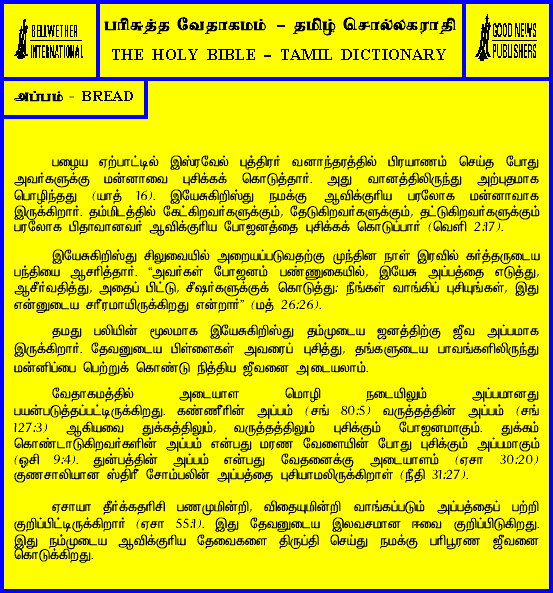 BELLWETHER
INTERNATIONAL
பரிசுத்த வேதாகமம் - தமிழ் சொல்லகராதி
THE HOLY BIBLE – TAMIL DICTIONARY
GOOD NEWS
PUBLISHERS
அப்பம் - BREAD
பழைய ஏற்பாட்டில் இஸ்ரவேல் புத்திரர் வனாந்தரத்தில் பிரயாணம் செய்த போது
அவர்களுக்கு மன்னாவை புசிக்கக் கொடுத்தார். அது வானத்திலிருந்து அற்புதமாக
பொழிந்தது (யாத் 16). இயேசுகிறிஸ்து நமக்கு ஆவிக்குரிய பரலோக மன்னாவாக
இருக்கிறார். தம்மிடத்தில் கேட்கிறவர்களுக்கும், தேடுகிறவர்களுக்கும், தட்டுகிறவர்களுக்கும்
பரலோக பிதாவானவர் ஆவிக்குரிய போஜனத்தை புசிக்கக் கொடுப்பார் (வெளி 2:17).
இயேசுகிறிஸ்து சிலுவையில் அறையப்படுவதற்கு முந்தின நாள் இரவில் கர்த்தருடைய
பந்தியை ஆசரித்தார். “அவர்கள் போஜனம் பண்ணுகையில், இயேசு அப்பத்தை எடுத்து,
ஆசீர்வதித்து, அதைப் பிட்டு, சீஷர்களுக்குக் கொடுத்து: நீங்கள் வாங்கிப் புசியுங்கள், இது
என்னுடைய சரீரமாயிருக்கிறது என்றார்” (மத் 26:26).
தமது பலியின் மூலமாக இயேசுகிறிஸ்து தம்முடைய ஜனத்திற்கு ஜீவ அப்பமாக
இருக்கிறார். தேவனுடைய பிள்ளைகள் அவரைப் புசித்து, தங்களுடைய பாவங்களிலிருந்து
மன்னிப்பை பெற்றுக் கொண்டு நித்திய ஜீவனை அடையலாம்.
வேதாகமத்தில் அடையாள மொழி நடையிலும் அப்பமானது
பயன்படுத்தப்பட்டிருக்கிறது. கண்ணீரின் அப்பம் (சங் 80:5) வருத்தத்தின் அப்பம் (சங்
127:3) ஆகியவை துக்கத்திலும், வருத்தத்திலும் புசிக்கும் போஜனமாகும். துக்கம்
கொண்டாடுகிறவர்களின் அப்பம் என்பது மரண வேளையின் போது புசிக்கும் அப்பமாகும்
(ஓசி 9:4). துன்பத்தின் அப்பம் என்பது வேதனைக்கு அடையாளம் (ஏசா 30:20)
குணசாலியான ஸ்திரீ சோம்பலின் அப்பத்தை புசியாமலிருக்கிறாள் (நீதி 31:27).
ஏசாயா தீர்க்கதரிசி பணமுமின்றி, விதையுமின்றி வாங்கப்படும் அப்பத்தைப் பற்றி
குறிப்பிட்டிருக்கிறார் (ஏசா 55:1). இது தேவனுடைய இலவசமான ஈவை குறிப்பிடுகிறது.
இது நம்முடைய ஆவிக்குரிய தேவைகளை திருப்தி செய்து நமக்கு பரிபூரண ஜீவனை
கொடுக்கிறது.